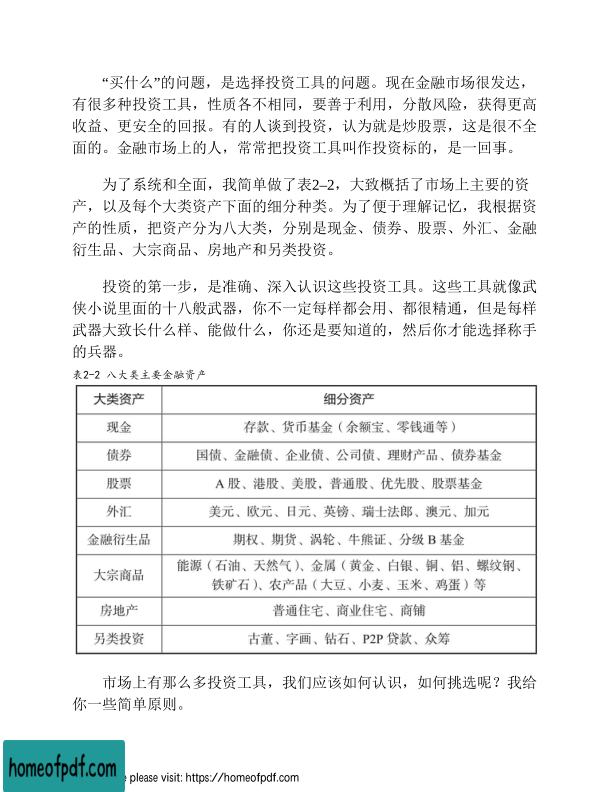 “买什么”的问题，是选择投资工具的问题。现在金融市场很发达，
有很多种投资工具，性质各不相同，要善于利用，分散风险，获得更高
收益、更安全的回报。有的人谈到投资，认为就是炒股票，这是很不全
面的。金融市场上的人，常常把投资工具叫作投资标的，是一回事。
为了系统和全面，我简单做了表2–2，大致概括了市场上主要的资
产，以及每个大类资产下面的细分种类。为了便于理解记忆，我根据资
产的性质，把资产分为八大类，分别是现金、债券、股票、外汇、金融
衍生品、大宗商品、房地产和另类投资。
投资的第一步，是准确、深入认识这些投资工具。这些工具就像武
侠小说里面的十八般武器，你不一定每样都会用、都很精通，但是每样
武器大致长什么样、能做什么，你还是要知道的，然后你才能选择称手
的兵器。
表2-2 八大类主要金融资产
大类资产 细分资产
现金 存款、货币基金（余额宝、零钱通等）
债券 国债、金融债、企业债、公司债、理财产品、债券基金
股票 A 股、港股、美股，普通股、优先股、股票基金
外汇 美元、欧元、日元、英镑、瑞士法郎、澳元、加元
金融衍生品 期权、期货、涡轮、牛熊证、分级 B 基金
大宗商品 能源（石油、天然气）、金属（黄金、白银、铜、铝、螺纹钢、
铁矿石）、农产品（大豆、小麦、玉米、鸡蛋）等
房地产 普通住宅、商业住宅、商铺
另类投资 古董、字画、钻石、P2P 贷款、众筹
市场上有那么多投资工具，我们应该如何认识，如何挑选呢？我给
你一些简单原则。
homeofpdf.com
e please visit: https://homeofpdf.com